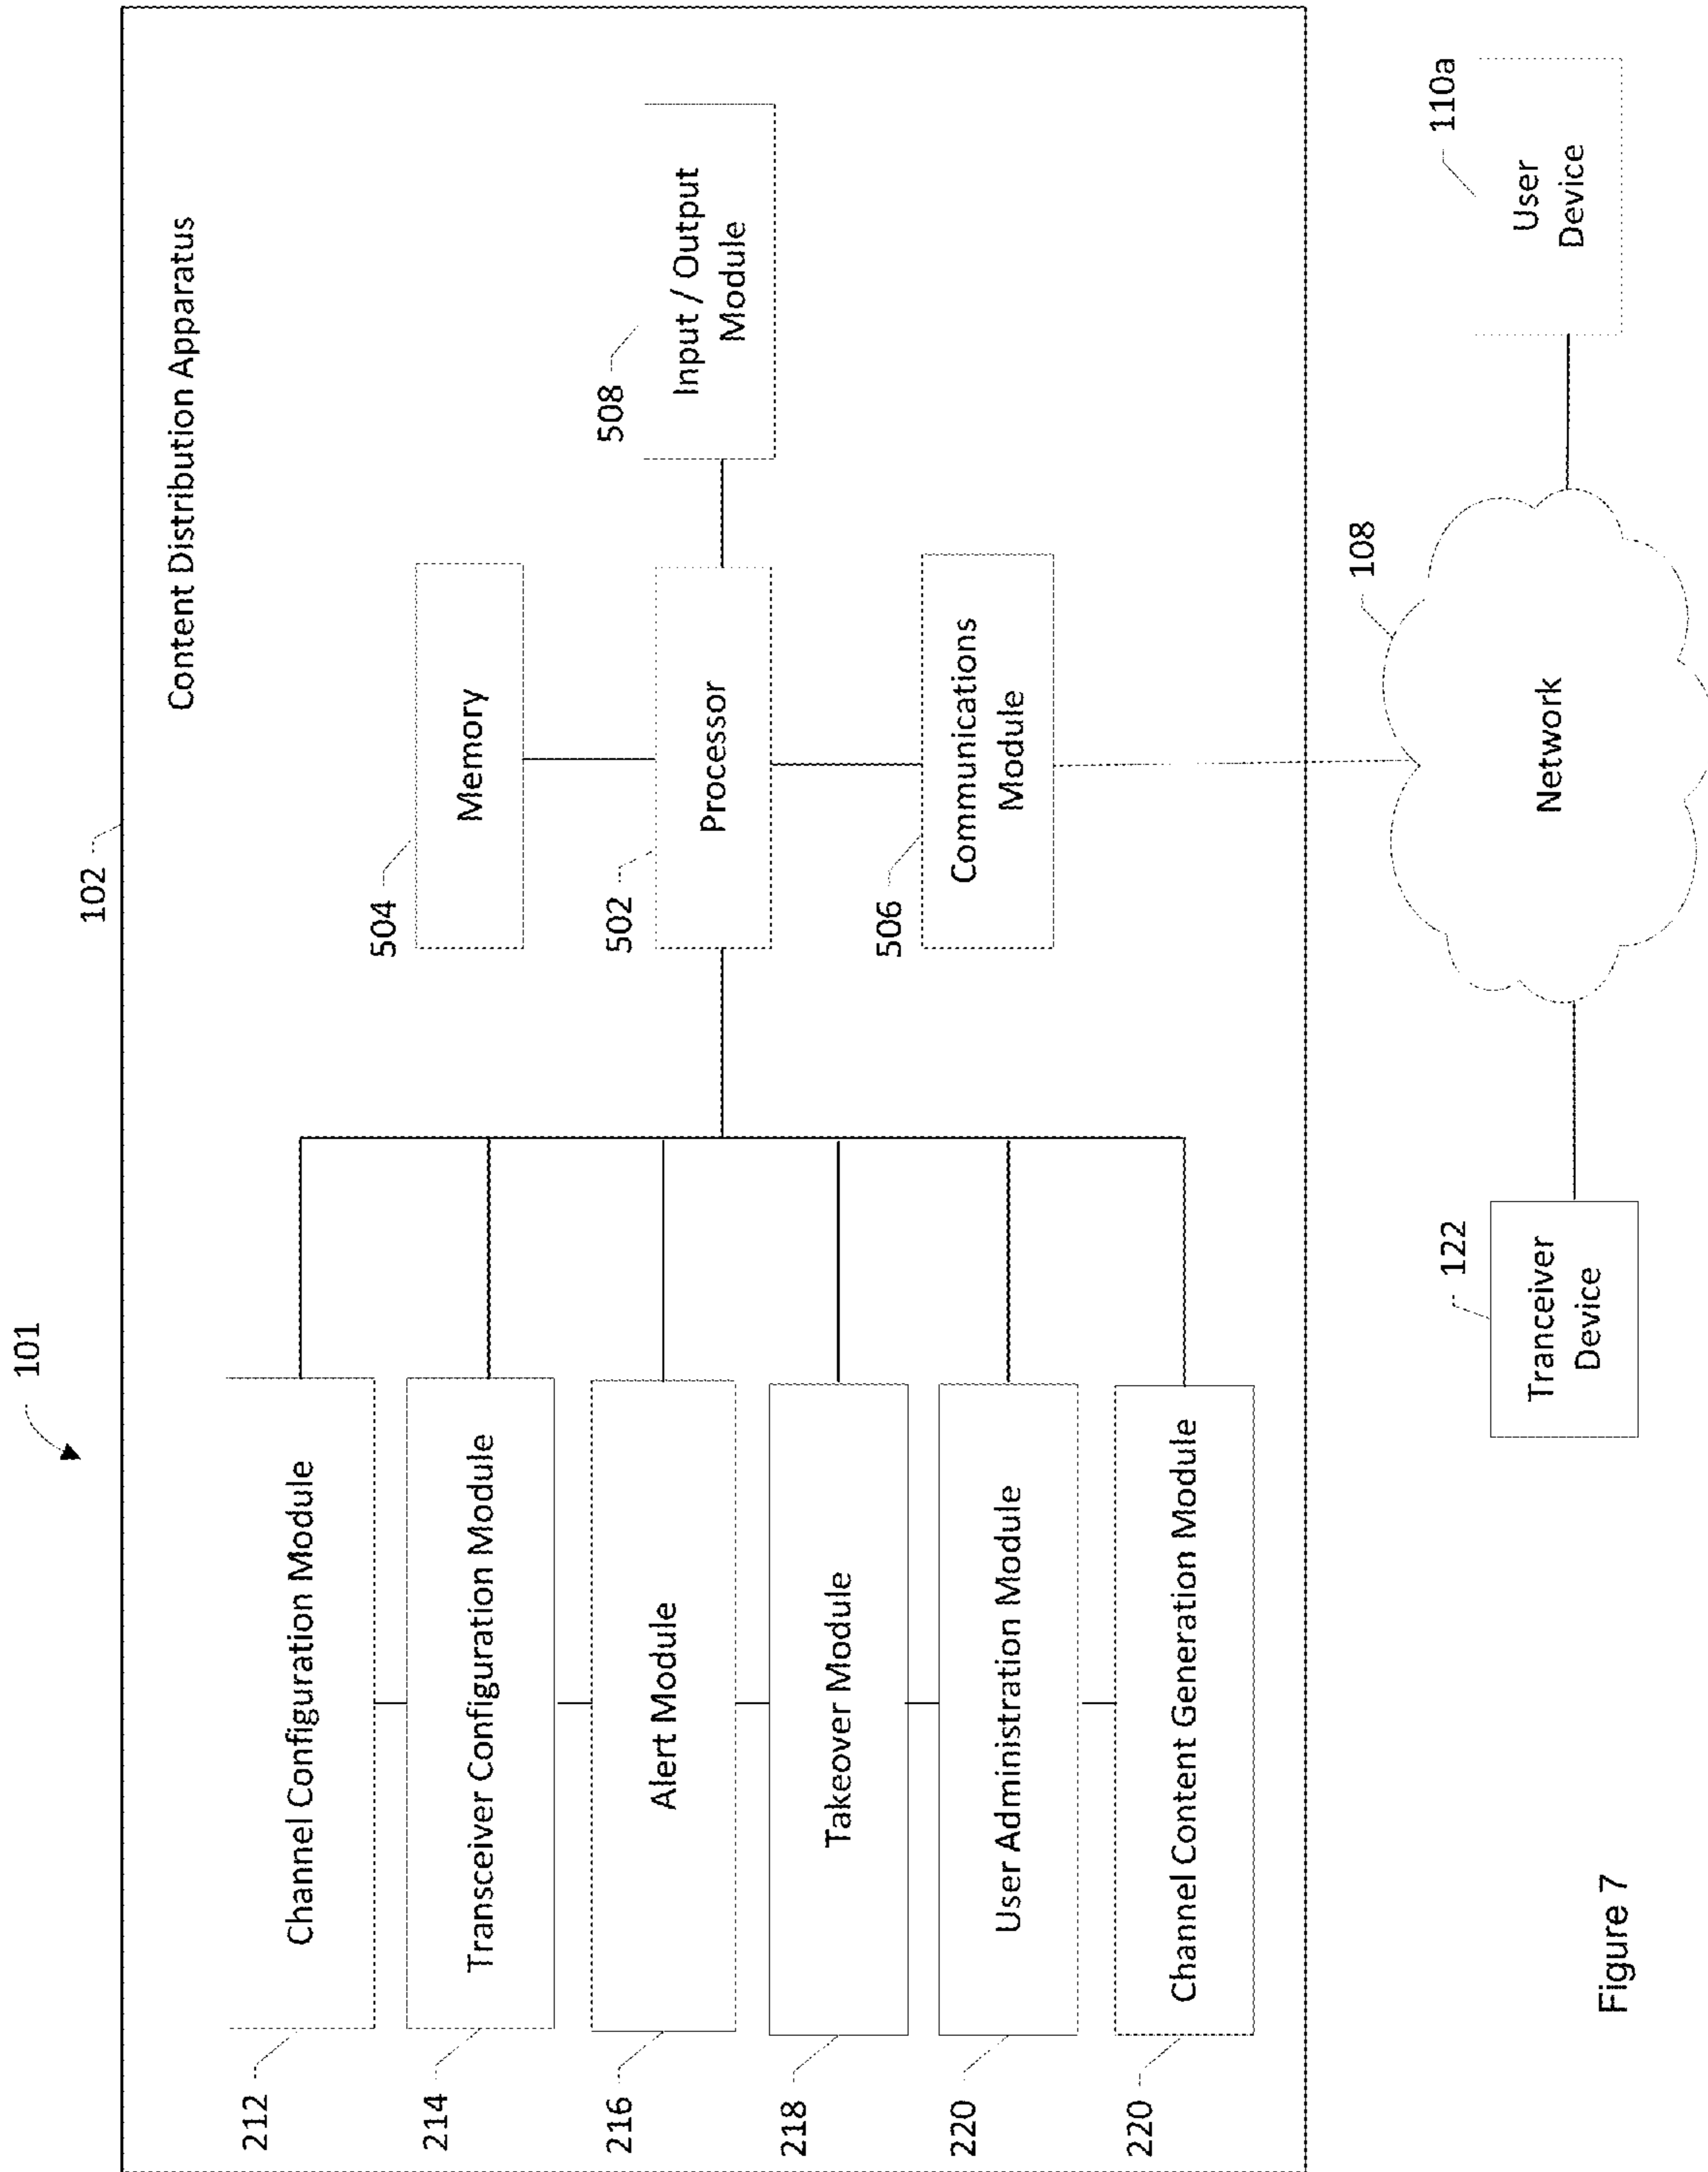 101
102
Content Distribution Apparatus
212
Channel Configuration Module
214
Transceiver Configuration Module
216
Alert Module
218
Takeover Module
220
User Administration Module
220
Channel Content Generation Module
504
Memory
502
Processor
508
Input / Output
Module
506
Communications
Module
122
Tranceiver
Device
108
Network
110a
User
Device
Figure 7